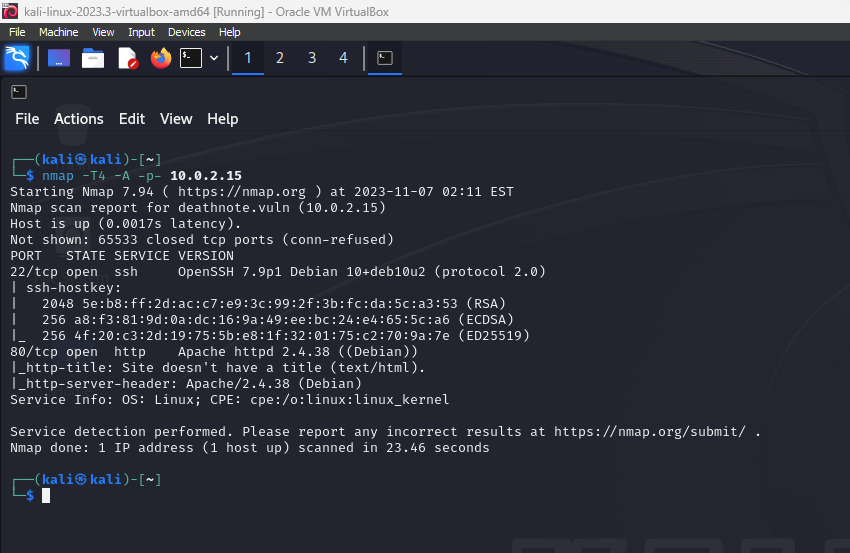 kali-linux-2023.3-virtualbox-amd64 [Running] - Oracle VM VirtualBox
File Machine View Input Devices Help
1 2 3 4
File Actions Edit View Help
┌──(kali㉿kali)-[~]
└─$ nmap -T4 -A -p- 10.0.2.15
Starting Nmap 7.94 ( https://nmap.org ) at 2023-11-07 02:11 EST
Nmap scan report for deathnote.vuln (10.0.2.15)
Host is up (0.0017s latency).
Not shown: 65533 closed tcp ports (conn-refused)
PORT   STATE SERVICE VERSION
22/tcp open  ssh     OpenSSH 7.9p1 Debian 10+deb10u2 (protocol 2.0)
| ssh-hostkey:
|   2048 5e:b8:ff:2d:ac:c7:e9:3c:99:2f:3b:fc:da:5c:a3:53 (RSA)
|   256 a8:f3:81:9d:0a:dc:16:9a:49:ee:bc:24:e4:65:5c:a6 (ECDSA)
|_  256 4f:20:c3:2d:19:75:5b:e8:1f:32:01:75:c2:70:9a:7e (ED25519)
80/tcp open  http    Apache httpd 2.4.38 ((Debian))
|_http-title: Site doesn't have a title (text/html).
|_http-server-header: Apache/2.4.38 (Debian)
Service Info: OS: Linux; CPE: cpe:/o:linux:linux_kernel
Service detection performed. Please report any incorrect results at https://nmap.org/submit/ .
Nmap done: 1 IP address (1 host up) scanned in 23.46 seconds
┌──(kali㉿kali)-[~]
└─$